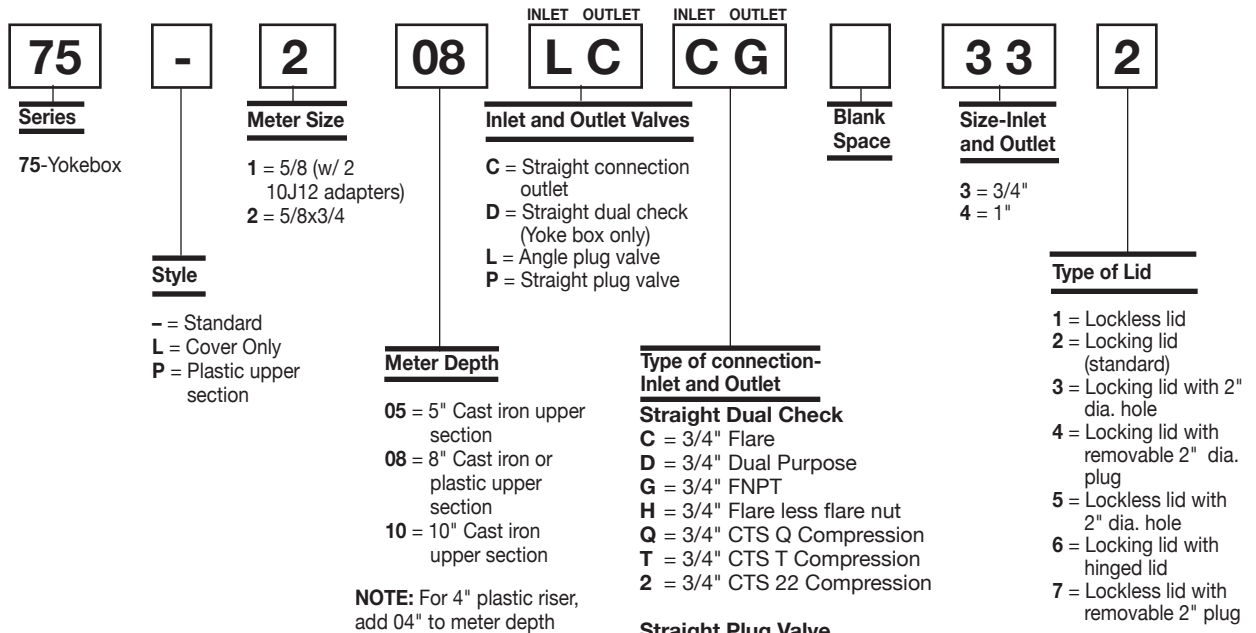 INLET OUTLET INLET OUTLET
75 - 2 08 L C C G 3 3 2
Series
75-Yokebox
Style
– = Standard
L = Cover Only
P = Plastic upper
section
Meter Size
1 = 5/8 (w/ 2
10J12 adapters)
2 = 5/8x3/4
Meter Depth
05 = 5" Cast iron upper
section
08 = 8" Cast iron or
plastic upper
section
10 = 10" Cast iron
upper section
NOTE: For 4" plastic riser,
add 04" to meter depth
Inlet and Outlet Valves
C = Straight connection
outlet
D = Straight dual check
(Yoke box only)
L = Angle plug valve
P = Straight plug valve
Type of connection-
Inlet and Outlet
Straight Dual Check
C = 3/4" Flare
D = 3/4" Dual Purpose
G = 3/4" FNPT
H = 3/4" Flare less flare nut
Q = 3/4" CTS Q Compression
T = 3/4" CTS T Compression
2 = 3/4" CTS 22 Compression
Straight Plug Valve
Blank
Space
Size-Inlet
and Outlet
3 = 3/4"
4 = 1"
Type of Lid
1 = Lockless lid
2 = Locking lid
(standard)
3 = Locking lid with 2"
dia. hole
4 = Locking lid with
removable 2" dia.
plug
5 = Lockless lid with
2" dia. hole
6 = Locking lid with
hinged lid
7 = Lockless lid with
removable 2" plug